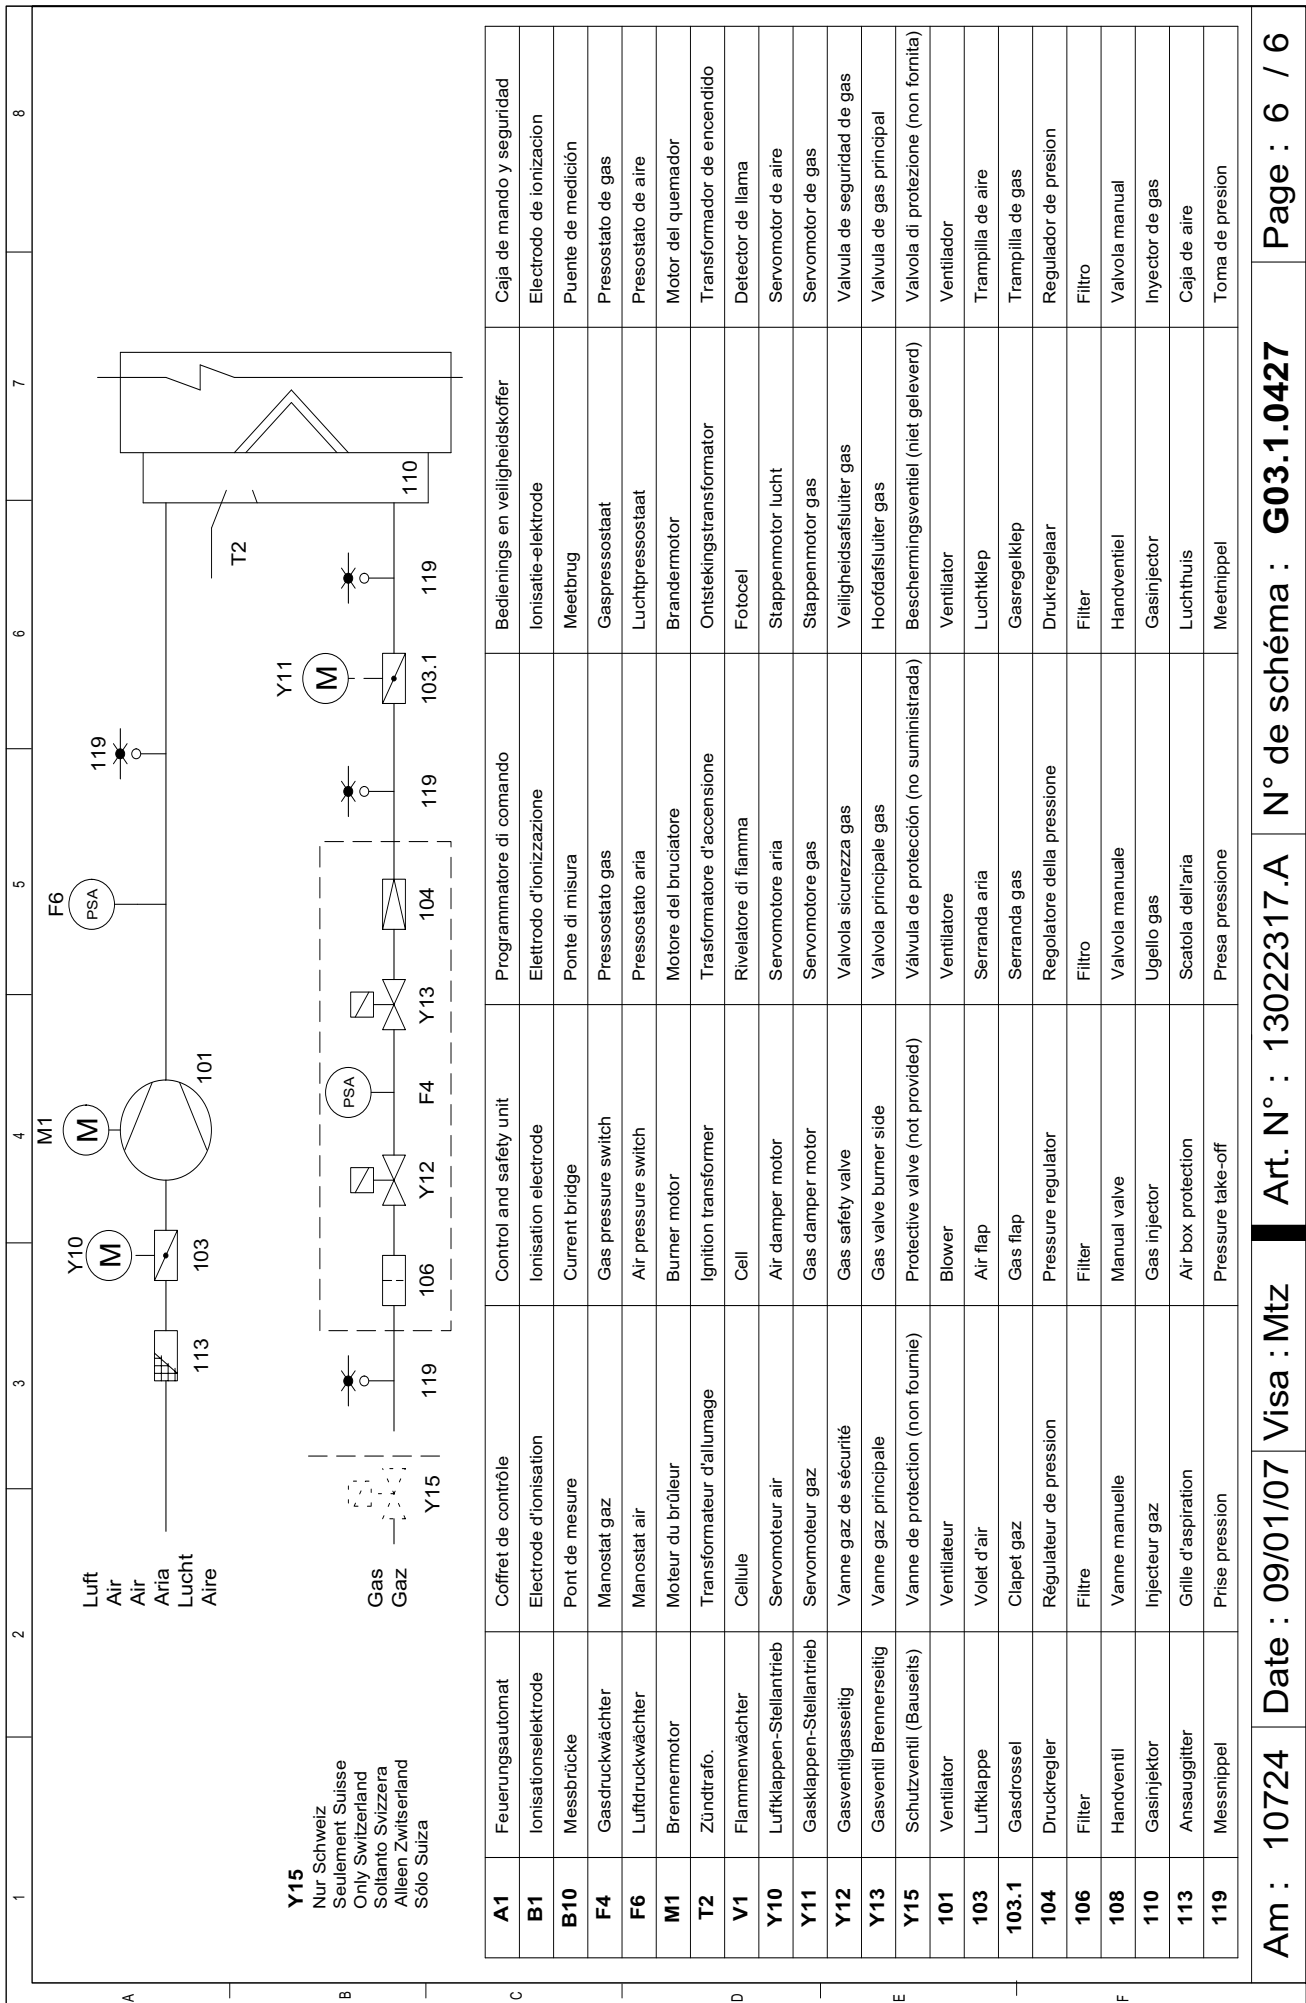 1 2 3 4 5 6 7 8
A
B
C
D
E
F
Luft
Air
Air
Aria
Lucht
Aire
113
Y10
M
103
M1
M
101
F6
PSA
119
T2
110
Gas
Gaz
Y15
119
106
Y12
PSA
F4
Y13
104
119
Y11
M
103.1
119
Y15
Nur Schweiz
Seulement Suisse
Only Switzerland
Soltanto Svizzera
Alleen Zwitserland
Sólo Suiza
A1 Feuerungsautomat Coffret de contrôle Control and safety unit Programmatore di comando Bedienings en veiligheidskoffer Caja de mando y seguridad
B1 Ionisationselektrode Electrode d'ionisation Ionisation electrode Elettrodo d'ionizzazione Ionisatie-elektrode Electrodo de ionizacion
B10 Messbrücke Pont de mesure Current bridge Ponte di misura Meetbrug Puente de medición
F4 Gasdruckwächter Manostat gaz Gas pressure switch Pressostato gas Gaspressostaat Presostato de gas
F6 Luftdruckwächter Manostat air Air pressure switch Pressostato aria Luchtpressostaat Presostato de aire
M1 Brennermotor Moteur du brûleur Burner motor Motore del bruciatore Brandermotor Motor del quemador
T2 Zündtrafo. Transformateur d'allumage Ignition transformer Trasformatore d'accensione Ontstekingstransformator Transformador de encendido
V1 Flammenwächter Cellule Cell Rivelatore di fiamma Fotocel Detector de llama
Y10 Luftklappen-Stellantrieb Servomoteur air Air damper motor Servomotore aria Stappenmotor lucht Servomotor de aire
Y11 Gasklappen-Stellantrieb Servomoteur gaz Gas damper motor Servomotore gas Stappenmotor gas Servomotor de gas
Y12 Gasventilgasseitig Vanne gaz de sécurité Gas safety valve Valvola sicurezza gas Veiligheidsafsluiter gas Valvula de seguridad de gas
Y13 Gasventil Brennerseitig Vanne gaz principale Gas valve burner side Valvola principale gas Hoofdafsluiter gas Valvula de gas principal
Y15 Schutzventil (Bauseits) Vanne de protection (non fournie) Protective valve (not provided) Válvula de protección (no suministrada) Beschermingsventiel (niet geleverd) Valvola di protezione (non fornita)
101 Ventilator Ventilateur Blower Ventilatore Ventilator Ventilador
103 Luftklappe Volet d'air Air flap Serranda aria Luchtklep Trampilla de aire
103.1 Gasdrossel Clapet gaz Gas flap Serranda gas Gasregelklep Trampilla de gas
104 Druckregler Régulateur de pression Pressure regulator Regolatore della pressione Drukregelaar Regulador de presion
106 Filter Filtre Filter Filtro Filter Filtro
108 Handventil Vanne manuelle Manual valve Valvola manuale Handventiel Valvola manual
110 Gasinjektor Injecteur gaz Gas injector Ugello gas Gasinjector Inyector de gas
113 Ansauggitter Grille d'aspiration Air box protection Scatola dell'aria Luchthuis Caja de aire
119 Messnippel Prise pression Pressure take-off Presa pressione Meetnippel Toma de presion
Am : 10724 Date : 09/01/07 Visa : Mtz Art. N° : 13022317.A N° de schéma : G03.1.0427 Page : 6 / 6